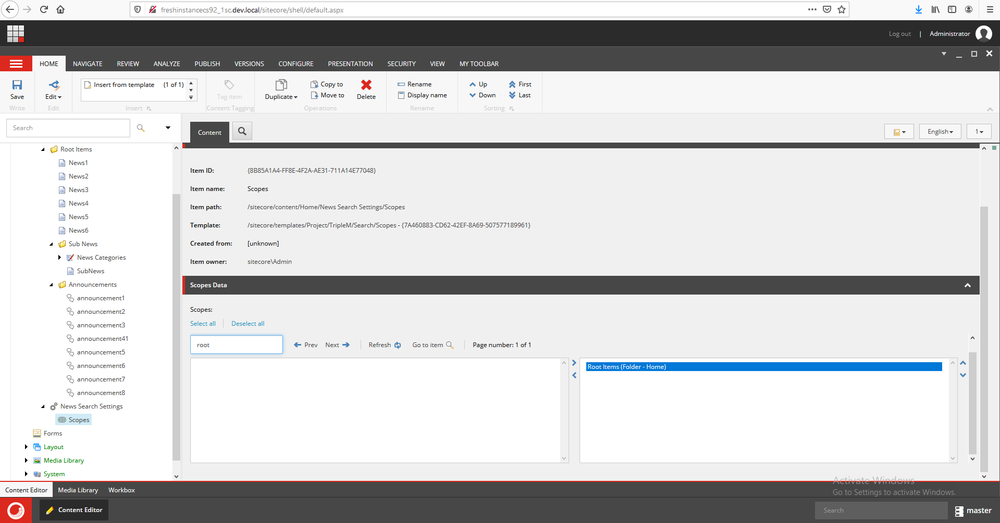 freshinstancecs92_1sc.dev.local/sitecore/shell/default.aspx
Log out | Administrator
HOME NAVIGATE REVIEW ANALYZE PUBLISH VERSIONS CONFIGURE PRESENTATION SECURITY VIEW MY TOOLBAR
Save
Write
Edit
Edit
Insert from template (1 of 1)
Insert
Tag item
Content Tagging
Duplicate
Copy to
Move to
Delete
Operations
Rename
Display name
Rename
Up
Down
First
Last
Sorting
Search
Content
English
1
Root Items
News1
News2
News3
News4
News5
News6
Sub News
News Categories
SubNews
Announcements
announcement1
announcement2
announcement3
announcement41
announcement5
announcement6
announcement7
announcement8
News Search Settings
Scopes
Forms
Layout
Media Library
System
Item ID: {8B85A1A4-FF8E-4F2A-AE31-711A14E77048}
Item name: Scopes
Item path: /sitecore/content/Home/News Search Settings/Scopes
Template: /sitecore/templates/Project/TripleM/Search/Scopes - {7A460883-CD62-42EF-8A69-507577189961}
Created from: [unknown]
Item owner: sitecore\Admin
Scopes Data
Scopes:
Select all Deselect all
root Prev Next Refresh Go to item Page number: 1 of 1
Root Items (Folder - Home)
Activate Windows
Go to Settings to activate Windows.
Content Editor Media Library Workbox
Content Editor
Search
master